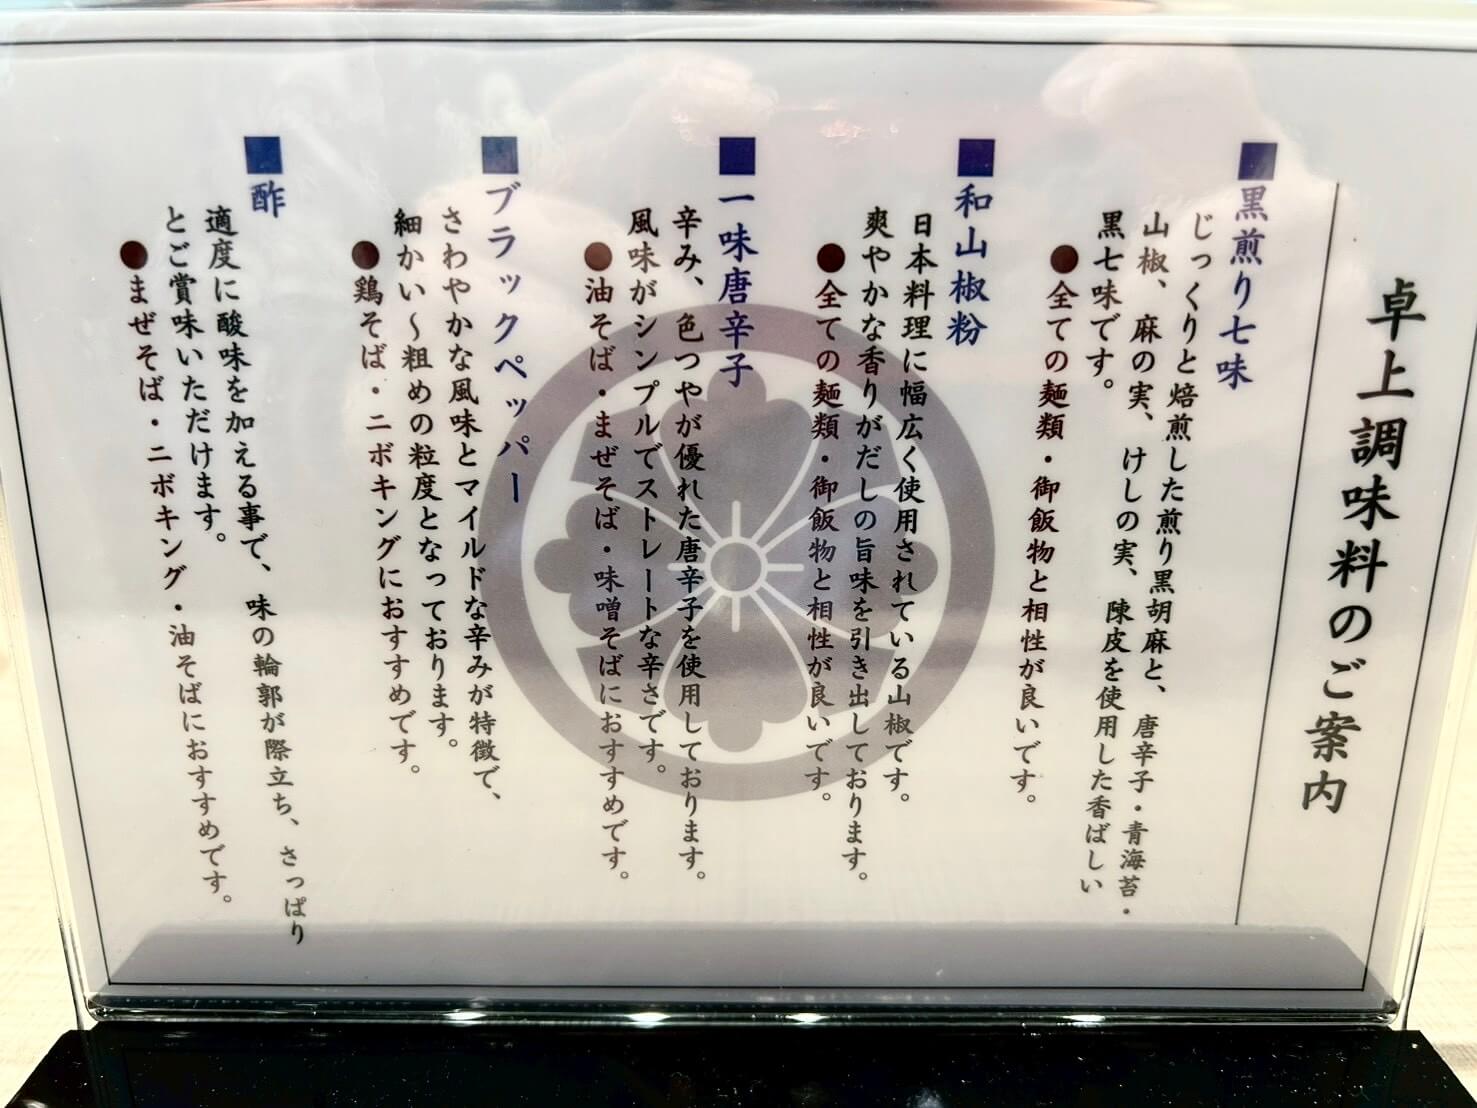 卓上調味料のご案内
■黒煎り七味
じっくりと焙煎した煎り黒胡麻と、唐辛子・青海苔・
山椒、麻の実、けしの実、陳皮を使用した香ばしい
黒七味です。
●全ての麺類・御飯物と相性が良いです。
■和山椒粉
日本料理に幅広く使用されている山椒です。
爽やかな香りがだしの旨味を引き出しております。
●全ての麺類・御飯物と相性が良いです。
■一味唐辛子
辛み、色つやが優れた唐辛子を使用しております。
風味がシンプルでストレートな辛さです。
●油そば・まぜそば・味噌そばにおすすめです。
■ブラックペッパー
さわやかな風味とマイルドな辛みが特徴で、
細かい～粗めの粒度となっております。
●鶏そば・ニボキングにおすすめです。
■酢
適度に酸味を加える事で、味の輪郭が際立ち、さっぱり
とご賞味いただけます。
●まぜそば・ニボキング・油そばにおすすめです。